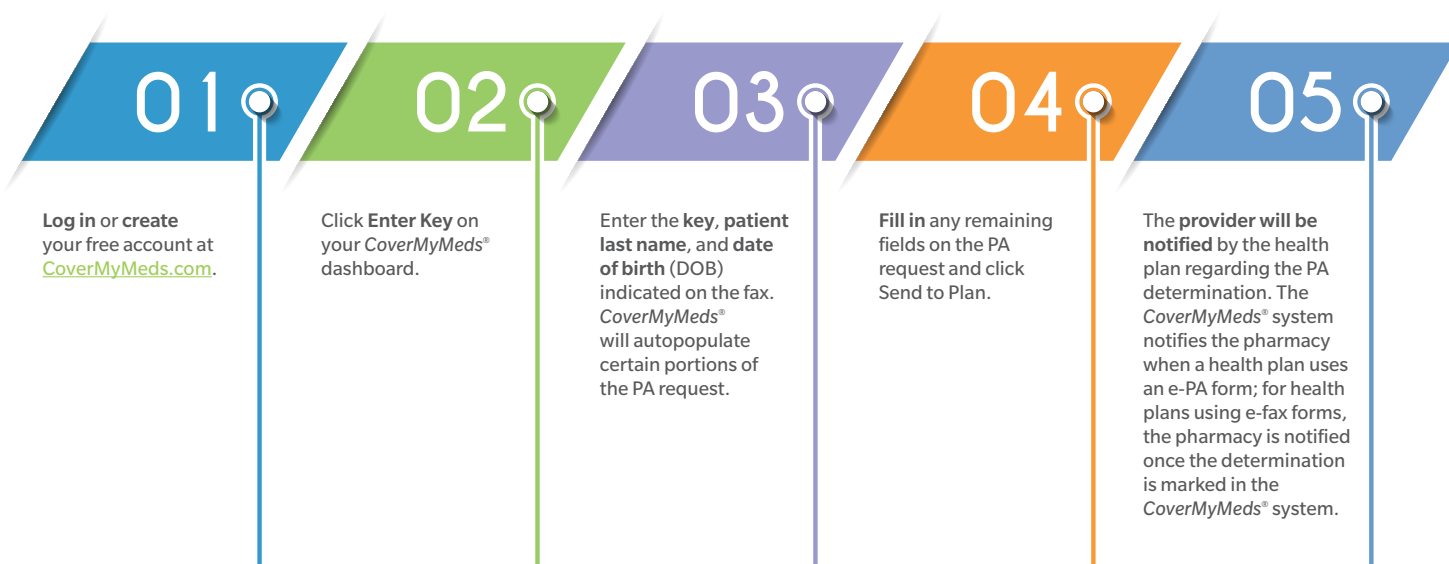 01
Log in or create
your free account at
CoverMyMeds.com.
02
Click Enter Key on
your CoverMyMeds®
dashboard.
03
Enter the key, patient
last name, and date
of birth (DOB)
indicated on the fax.
CoverMyMeds®
will autopopulate
certain portions of
the PA request.
04
Fill in any remaining
fields on the PA
request and click
Send to Plan.
05
The provider will be
notified by the health
plan regarding the PA
determination. The
CoverMyMeds® system
notifies the pharmacy
when a health plan uses
an e-PA form; for health
plans using e-fax forms,
the pharmacy is notified
once the determination
is marked in the
CoverMyMeds® system.